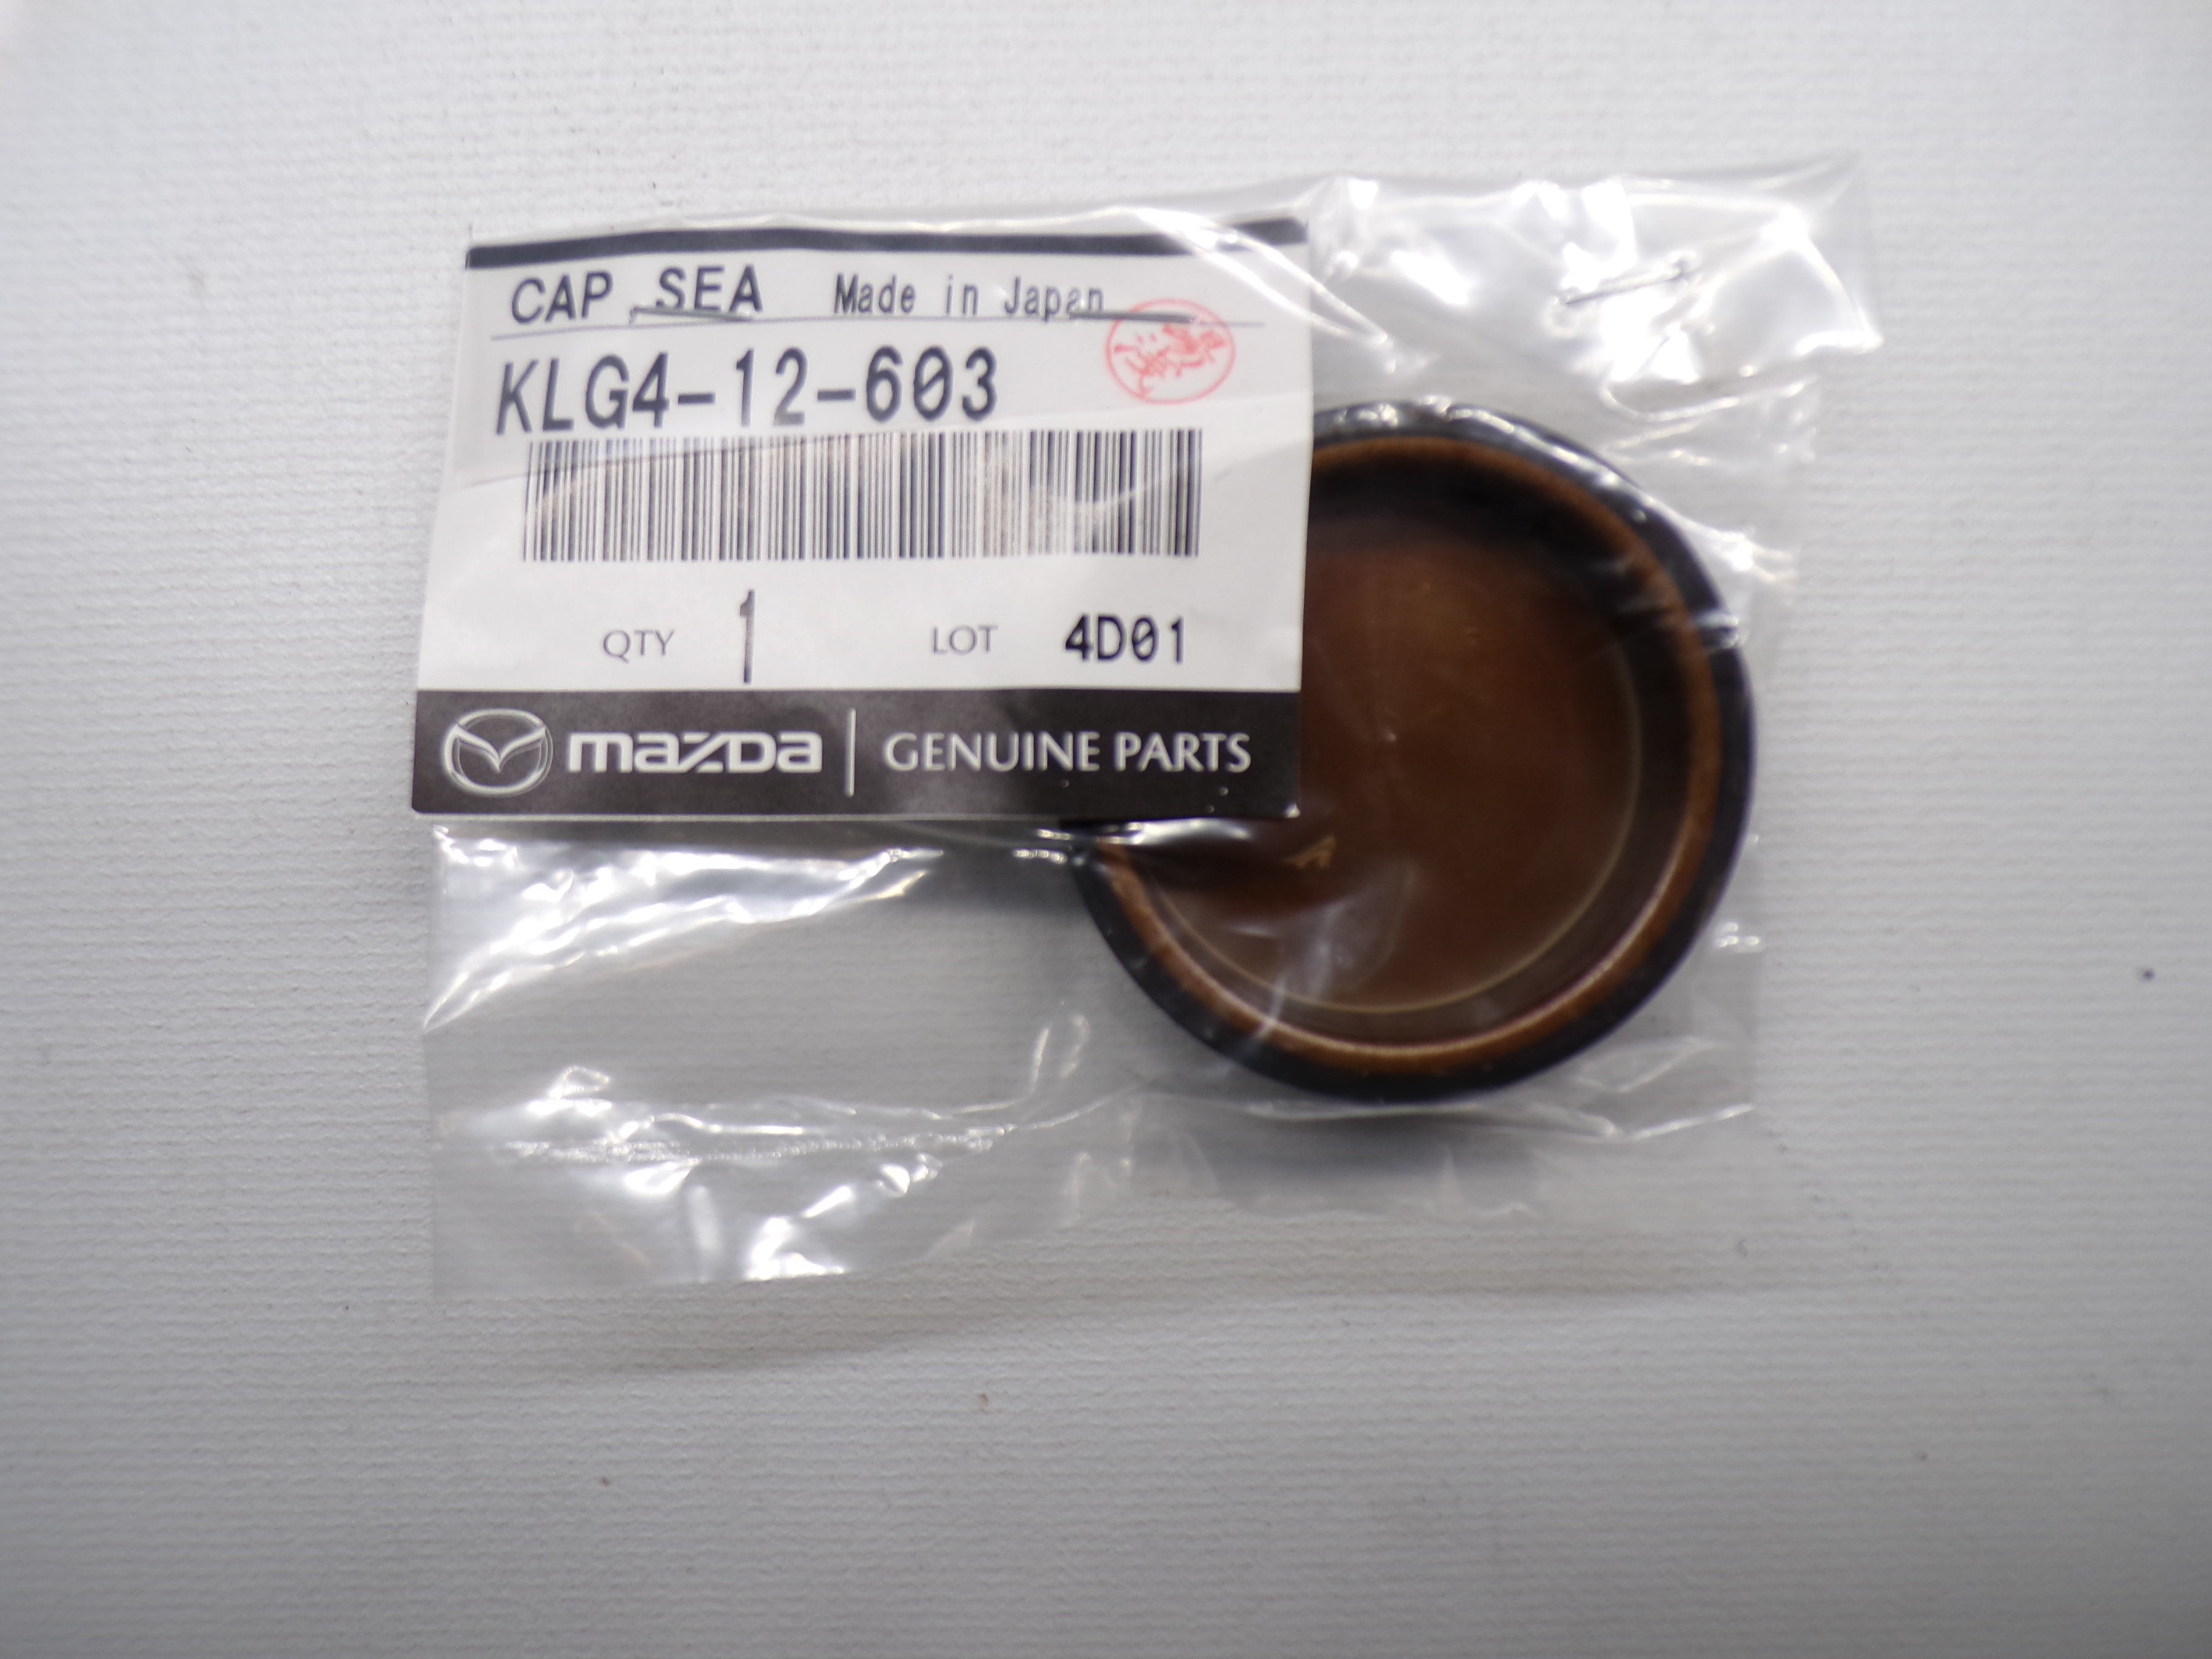 CAP, SEA Made in Japan
KLG4-12-603
QTY 1 LOT 4D01
mazda | GENUINE PARTS